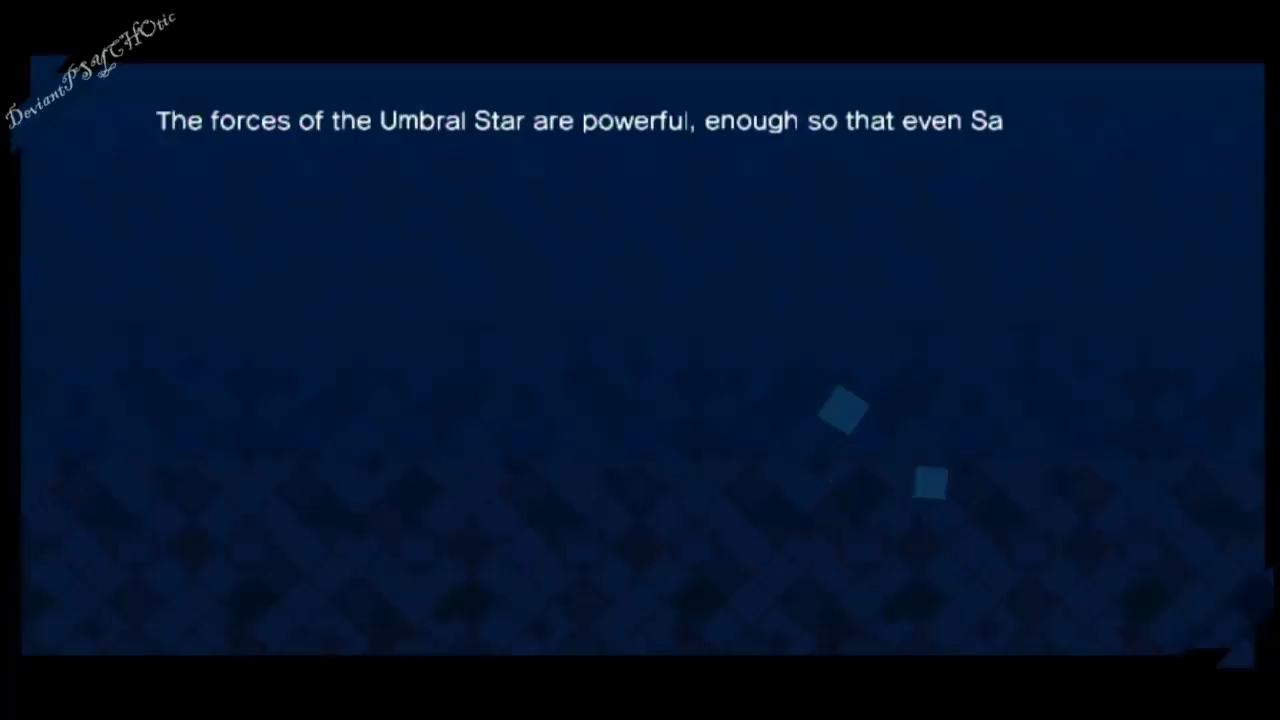 DeviantPSYCHOtic
The forces of the Umbral Star are powerful, enough so that even Sa